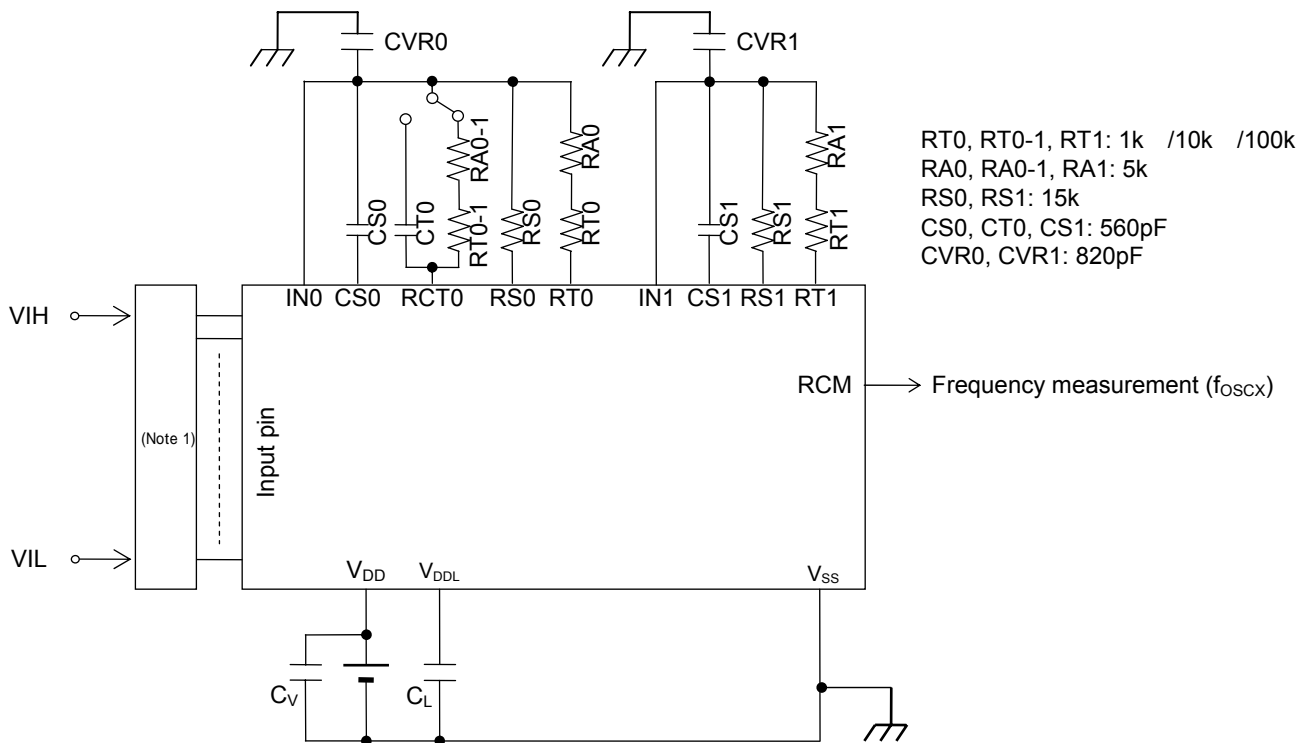 CVR0
CVR1
RA0-1
RA0
RA1
CS0
CT0
RT0-1
RS0
RT0
CS1
RS1
RT1
RT0, RT0-1, RT1: 1k /10k /100k
RA0, RA0-1, RA1: 5k
RS0, RS1: 15k
CS0, CT0, CS1: 560pF
CVR0, CVR1: 820pF
IN0 CS0 RCT0 RS0 RT0 IN1 CS1 RS1 RT1
VIH
(Note 1)
Input pin
RCM
Frequency measurement (fOSCX)
VIL
VDD
VDDL
VSS
CV
CL